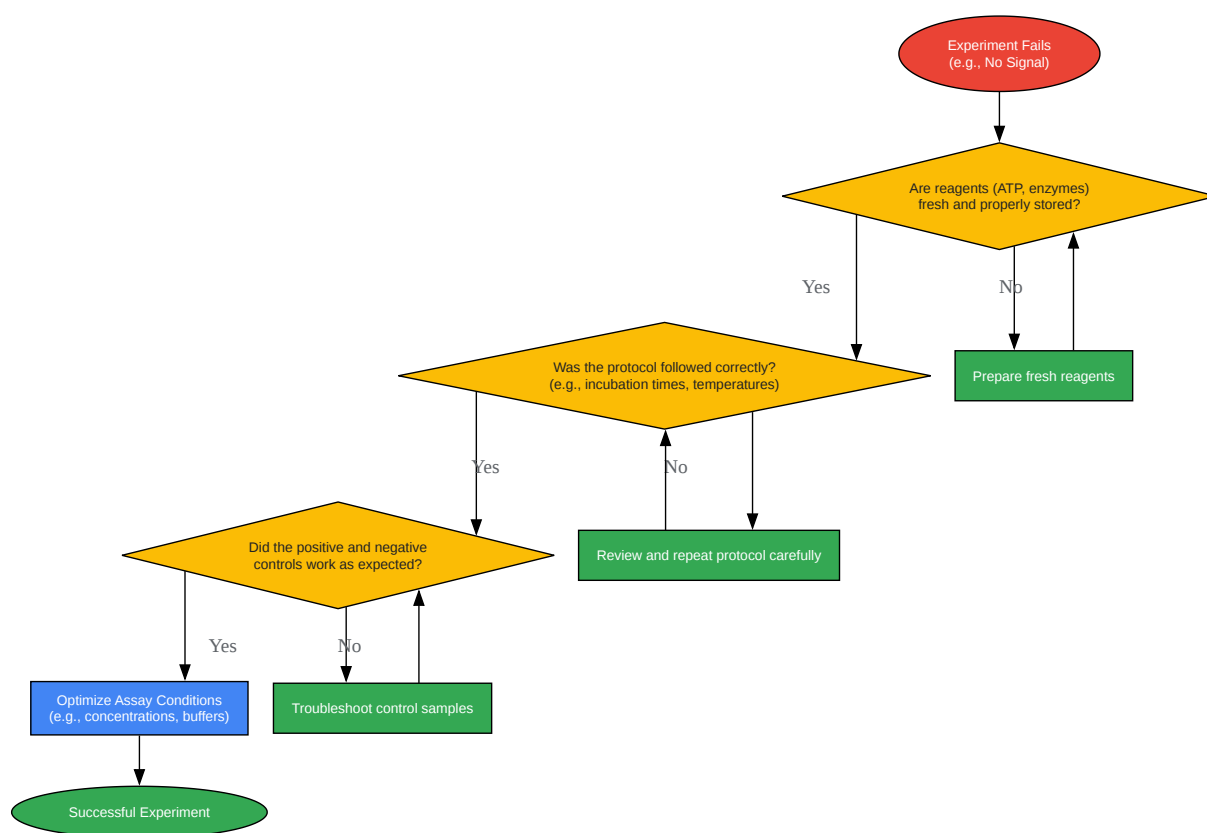 Experiment Fails
(e.g., No Signal)
Are reagents (ATP, enzymes)
fresh and properly stored?
Yes
No
Was the protocol followed correctly?
(e.g., incubation times, temperatures)
Prepare fresh reagents
Yes
No
Did the positive and negative
controls work as expected?
Review and repeat protocol carefully
Yes
No
Optimize Assay Conditions
(e.g., concentrations, buffers)
Troubleshoot control samples
Successful Experiment